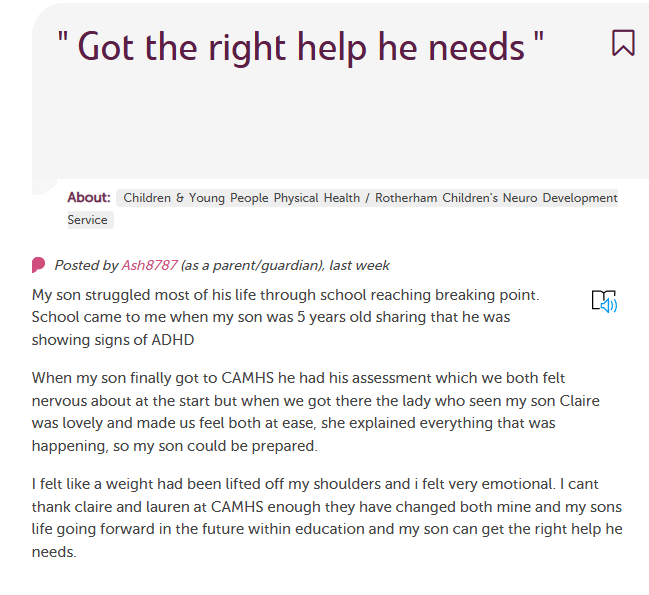 " Got the right help he needs "
About: Children & Young People Physical Health / Rotherham Children's Neuro Development
Service
Posted by Ash8787 (as a parent/guardian), last week
My son struggled most of his life through school reaching breaking point.
School came to me when my son was 5 years old sharing that he was
showing signs of ADHD
When my son finally got to CAMHS he had his assessment which we both felt
nervous about at the start but when we got there the lady who seen my son Claire
was lovely and made us feel both at ease, she explained everything that was
happening, so my son could be prepared.
I felt like a weight had been lifted off my shoulders and i felt very emotional. I cant
thank claire and lauren at CAMHS enough they have changed both mine and my sons
life going forward in the future within education and my son can get the right help he
needs.